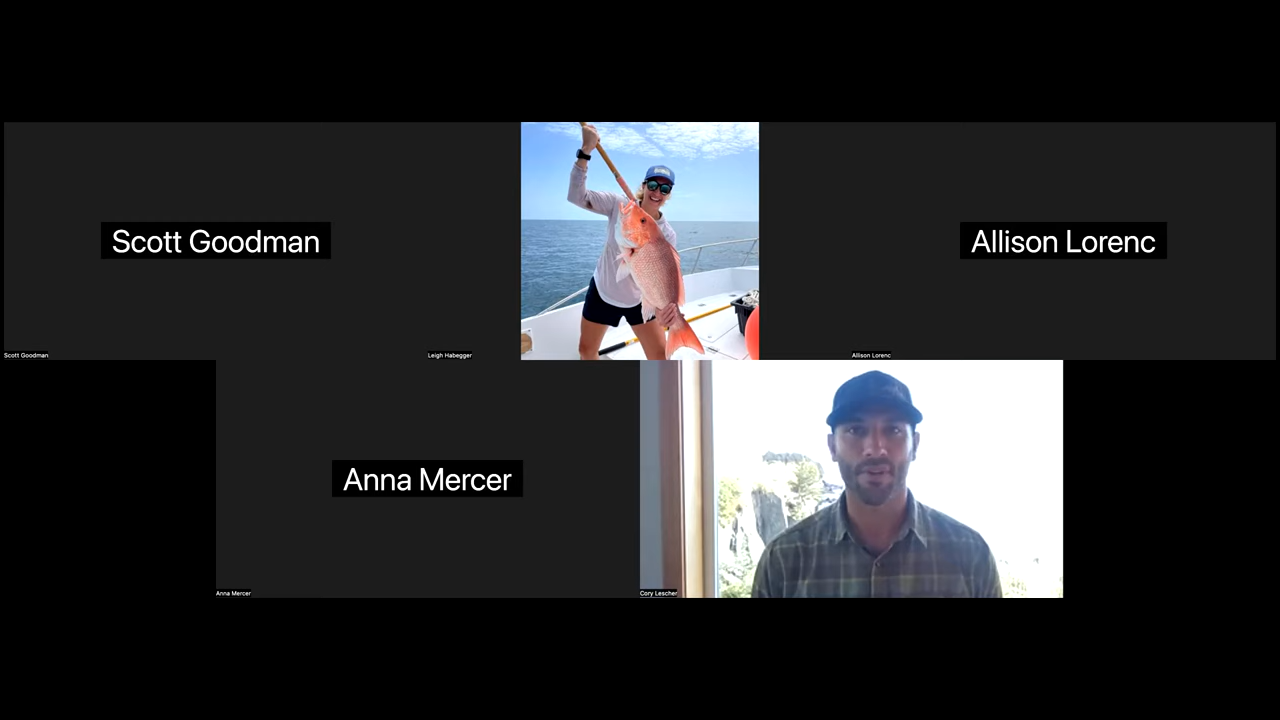 Scott Goodman
Allison Lorenc
Scott Goodman
Leigh Habegger
Allison Lorenc
Anna Mercer
Anna Mercer
Cory Lescher